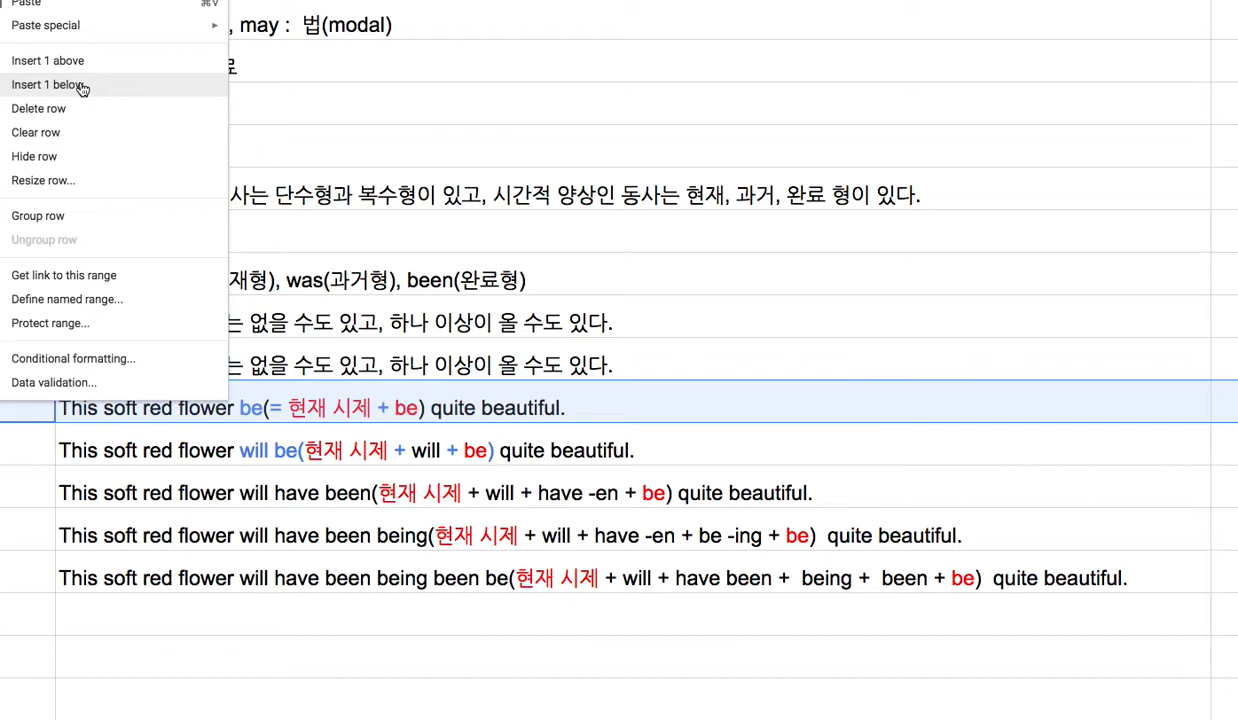 Paste ⌘V
Paste special ►
Insert 1 above
Insert 1 below
Delete row
Clear row
Hide row
Resize row...
Group row
Ungroup row
Get link to this range
Define named range...
Protect range...
Conditional formatting...
Data validation...
, may : 법(modal)
사는 단수형과 복수형이 있고, 시간적 양상인 동사는 현재, 과거, 완료 형이 있다.
재형), was(과거형), been(완료형)
는 없을 수도 있고, 하나 이상이 올 수도 있다.
는 없을 수도 있고, 하나 이상이 올 수도 있다.
This soft red flower be(= 현재 시제 + be) quite beautiful.
This soft red flower will be(현재 시제 + will + be) quite beautiful.
This soft red flower will have been(현재 시제 + will + have -en + be) quite beautiful.
This soft red flower will have been being(현재 시제 + will + have -en + be -ing + be) quite beautiful.
This soft red flower will have been being been be(현재 시제 + will + have been + being + been + be) quite beautiful.